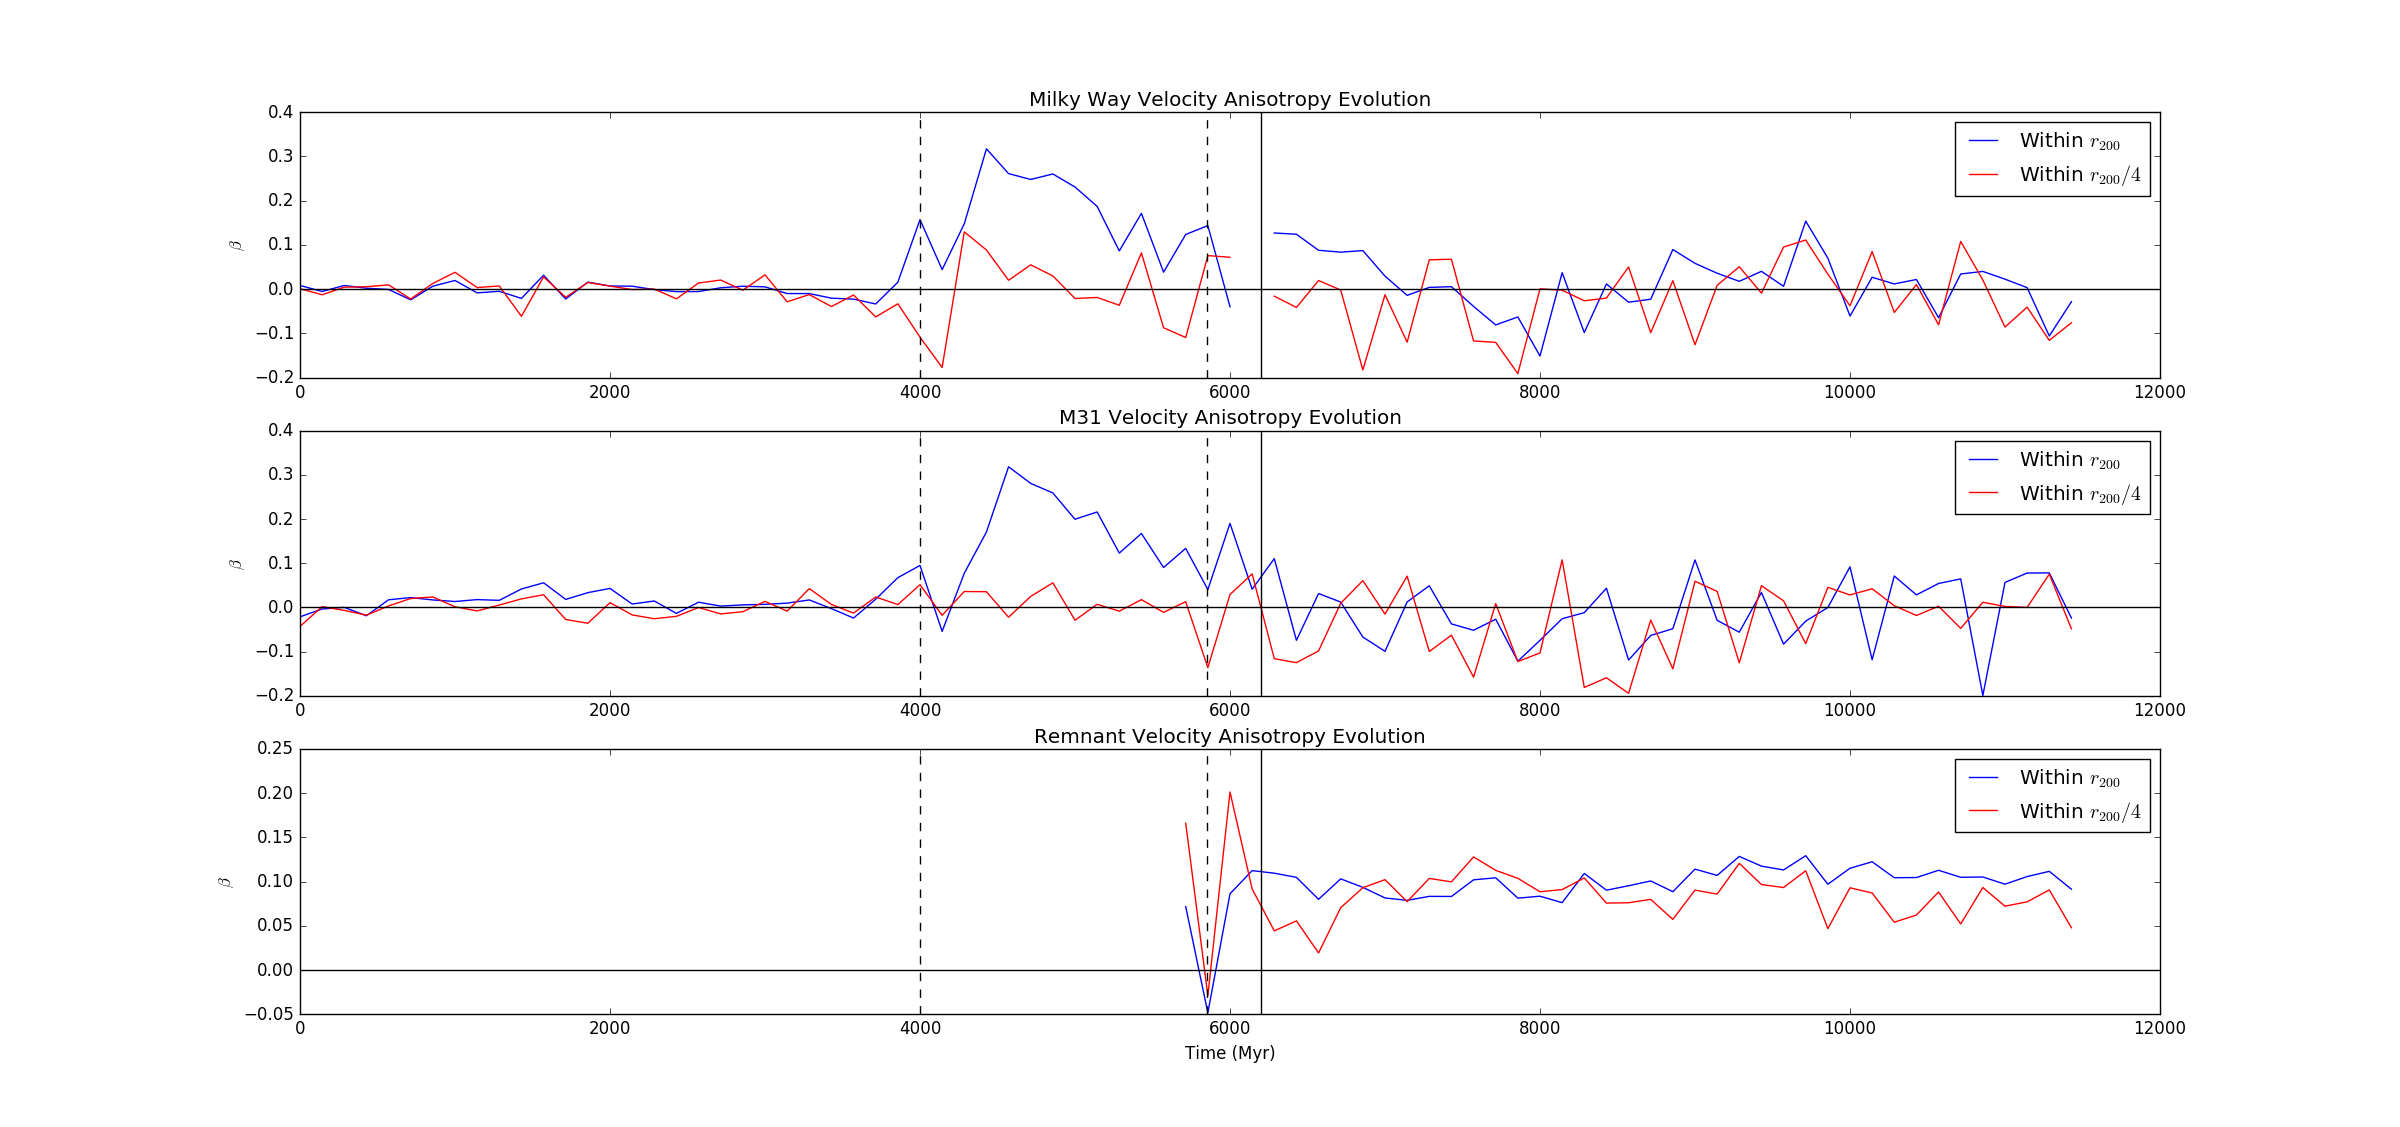 Milky Way Velocity Anisotropy Evolution
0.4
0.3
0.2
0.1
0.0
−0.1
−0.2
β
Within r200
Within r200/4
0 2000 4000 6000 8000 10000 12000
M31 Velocity Anisotropy Evolution
0.4
0.3
0.2
0.1
0.0
−0.1
−0.2
β
Within r200
Within r200/4
0 2000 4000 6000 8000 10000 12000
Remnant Velocity Anisotropy Evolution
0.25
0.20
0.15
0.10
0.05
0.00
−0.05
β
Within r200
Within r200/4
0 2000 4000 6000 8000 10000 12000
Time (Myr)